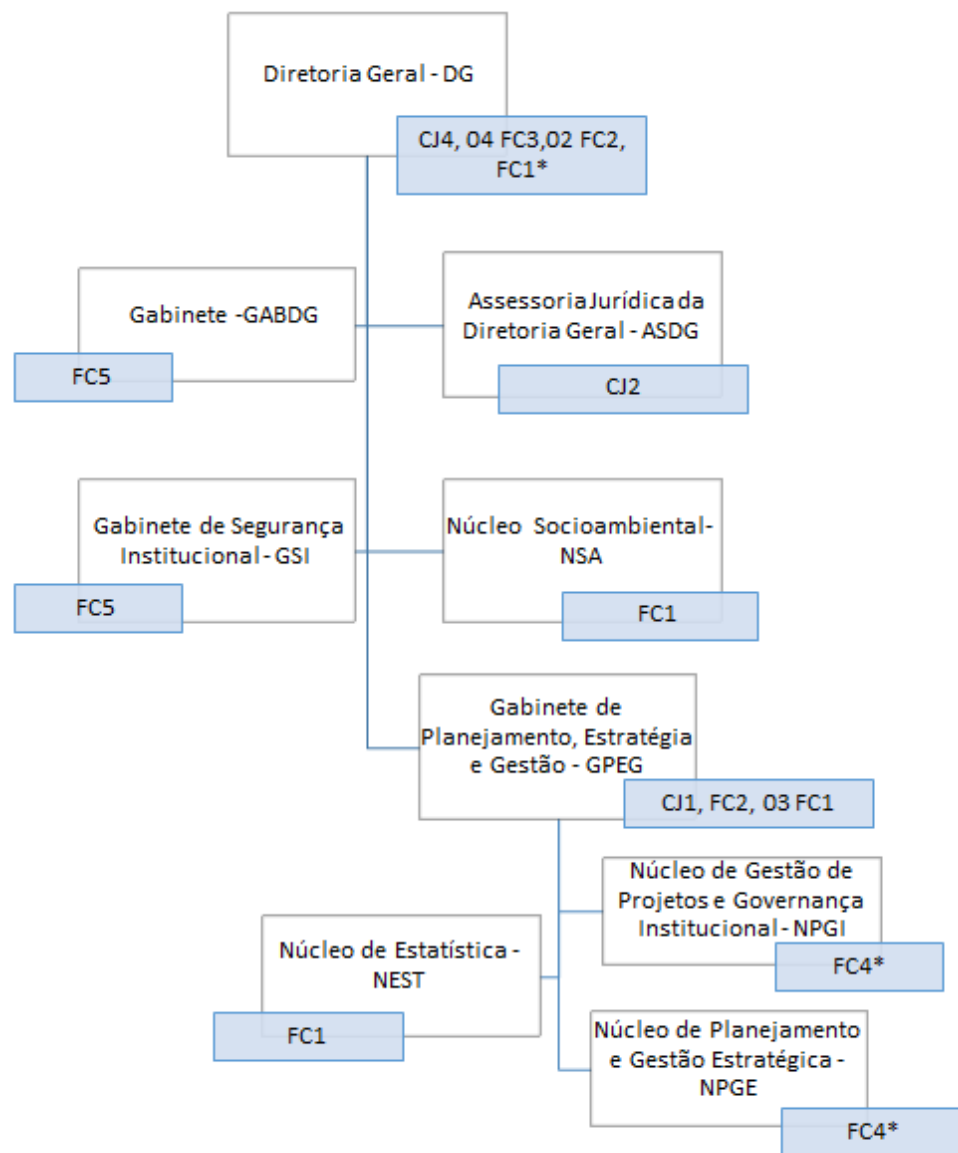 Diretoria Geral - DG
CJ4, 04 FC3,02 FC2,
FC1*
Gabinete -GABDG
FC5
Assessoria Jurídica da
Diretoria Geral - ASDG
CJ2
Gabinete de Segurança
Institucional - GSI
FC5
Núcleo Socioambiental-
NSA
FC1
Gabinete de
Planejamento, Estratégia
e Gestão - GPEG
CJ1, FC2, 03 FC1
Núcleo de Gestão de
Projetos e Governança
Institucional - NPGI
FC4*
Núcleo de Estatística -
NEST
FC1
Núcleo de Planejamento
e Gestão Estratégica -
NPGE
FC4*